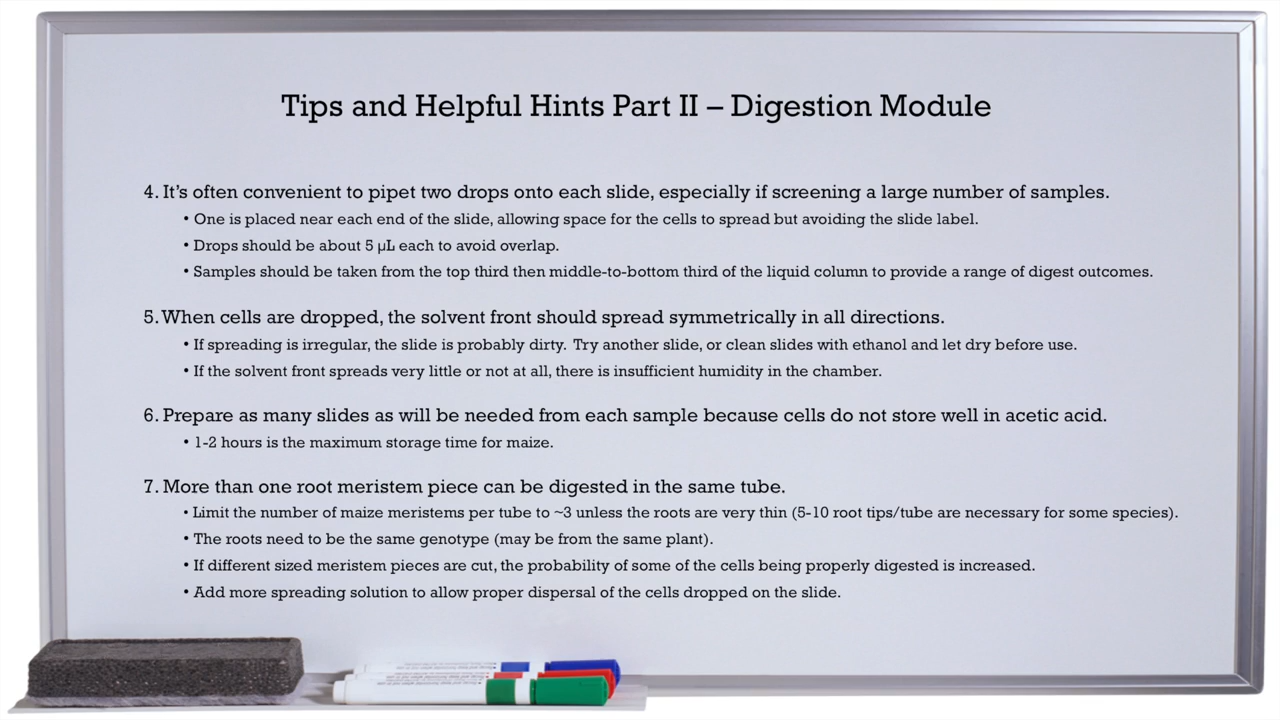 Tips and Helpful Hints Part II – Digestion Module
4. It's often convenient to pipet two drops onto each slide, especially if screening a large number of samples.
• One is placed near each end of the slide, allowing space for the cells to spread but avoiding the slide label.
• Drops should be about 5 µL each to avoid overlap.
• Samples should be taken from the top third then middle-to-bottom third of the liquid column to provide a range of digest outcomes.
5. When cells are dropped, the solvent front should spread symmetrically in all directions.
• If spreading is irregular, the slide is probably dirty. Try another slide, or clean slides with ethanol and let dry before use.
• If the solvent front spreads very little or not at all, there is insufficient humidity in the chamber.
6. Prepare as many slides as will be needed from each sample because cells do not store well in acetic acid.
• 1-2 hours is the maximum storage time for maize.
7. More than one root meristem piece can be digested in the same tube.
• Limit the number of maize meristems per tube to ~3 unless the roots are very thin (5-10 root tips/tube are necessary for some species).
• The roots need to be the same genotype (may be from the same plant).
• If different sized meristem pieces are cut, the probability of some of the cells being properly digested is increased.
• Add more spreading solution to allow proper dispersal of the cells dropped on the slide.